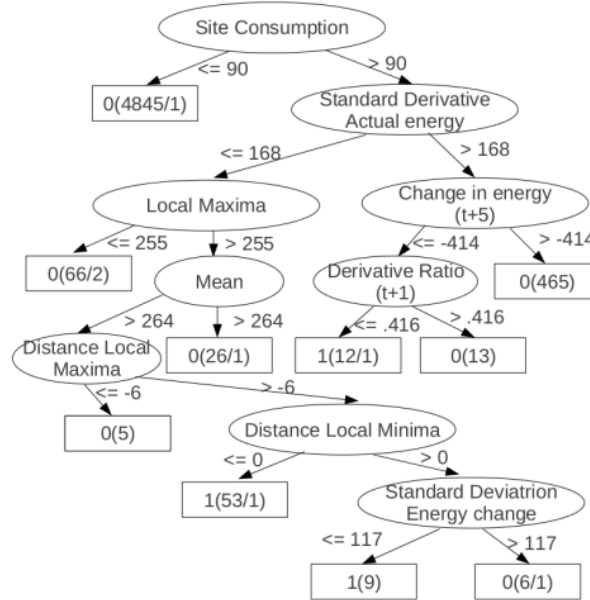 Site Consumption
<= 90
> 90
0(4845/1)
Standard Derivative
Actual energy
<= 168
> 168
Local Maxima
Change in energy
(t+5)
<= 255
> 255
<= -414
> -414
0(66/2)
Mean
Derivative Ratio
(t+1)
0(465)
> 264
> 264
<= .416
> .416
Distance Local
Maxima
0(26/1)
1(12/1)
0(13)
<= -6
> -6
0(5)
Distance Local Minima
<= 0
> 0
1(53/1)
Standard Deviatrion
Energy change
<= 117
> 117
1(9)
0(6/1)